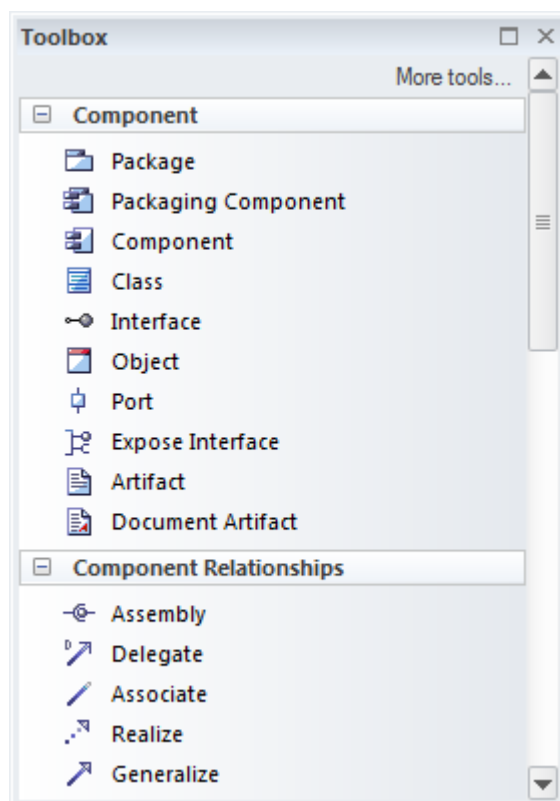 Toolbox
More tools...
Component
Package
Packaging Component
Component
Class
Interface
Object
Port
Expose Interface
Artifact
Document Artifact
Component Relationships
Assembly
Delegate
Associate
Realize
Generalize